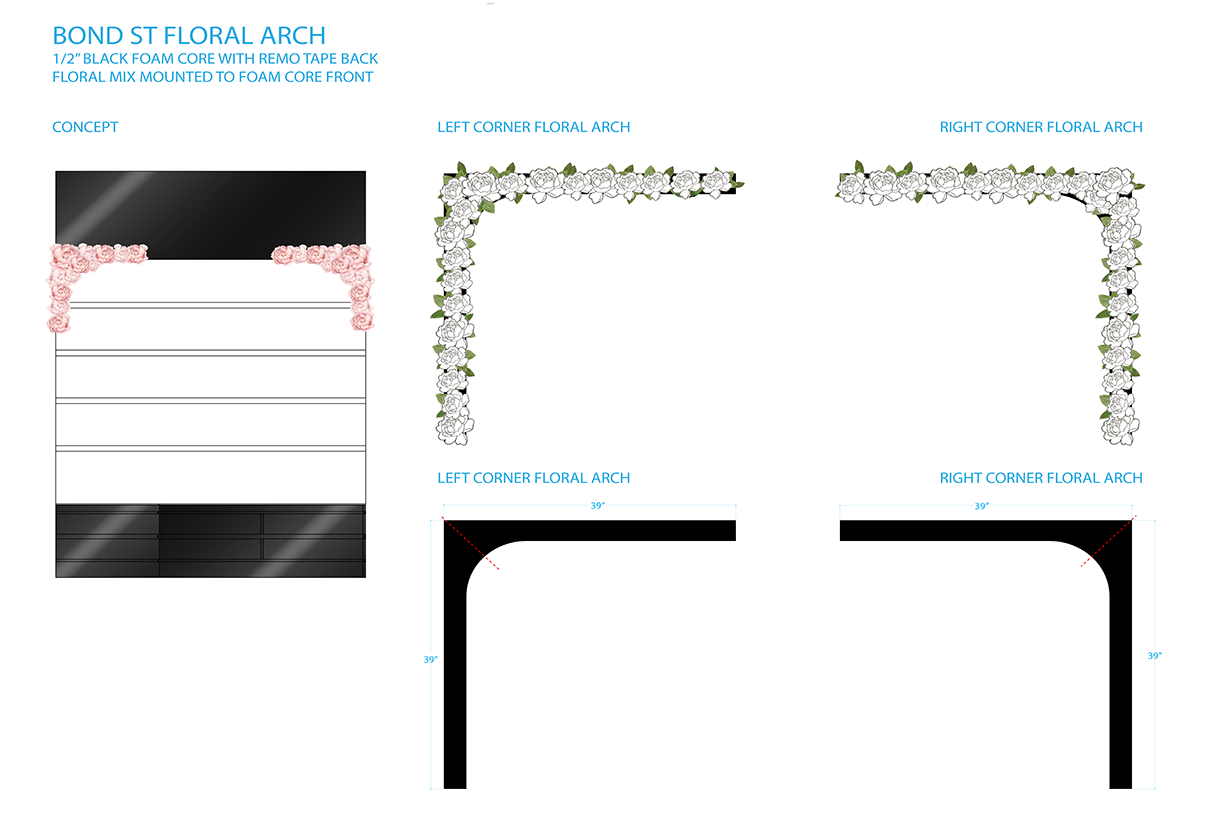 BOND ST FLORAL ARCH
1/2” BLACK FOAM CORE WITH REMO TAPE BACK
FLORAL MIX MOUNTED TO FOAM CORE FRONT
CONCEPT
LEFT CORNER FLORAL ARCH
RIGHT CORNER FLORAL ARCH
LEFT CORNER FLORAL ARCH
RIGHT CORNER FLORAL ARCH
39”
39”
39”
39”